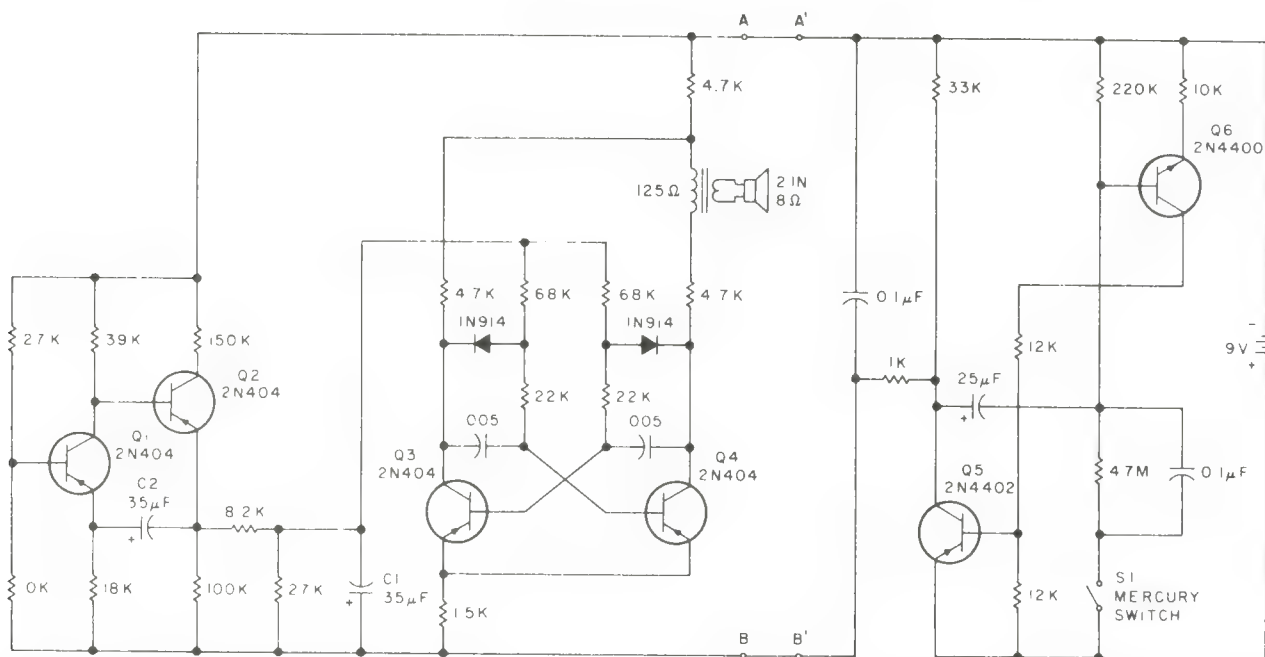 A
A'
4.7K
33K
220K
10K
Q6
2N4400
125Ω
2 IN
8Ω
27K
39K
150K
Q2
2N404
4.7K
68K
68K
4.7K
1N914
1N914
0.1µF
12K
1K
9V
-
+
22K
22K
25µF
+
Q1
2N404
.005
.005
Q3
2N404
Q4
2N404
Q5
2N4402
47M
0.1µF
C2
35µF
+
8.2K
0K
18K
100K
27K
C1
35µF
+
1.5K
12K
S1
MERCURY
SWITCH
B
B'